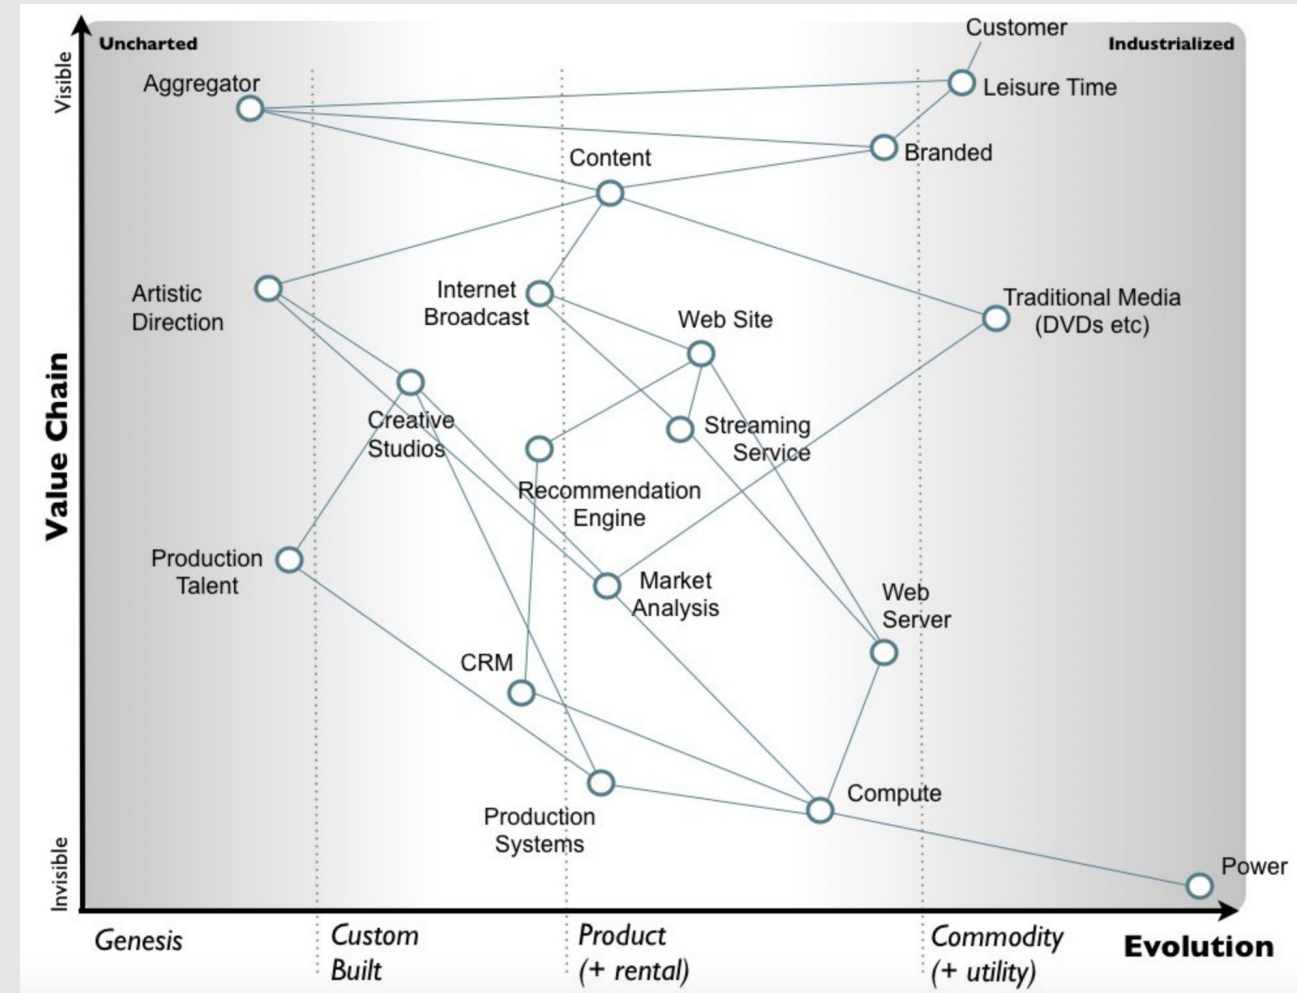 Customer
Uncharted
Industrialized
Visible
Aggregator
Leisure Time
Branded
Content
Artistic
Direction
Internet
Broadcast
Web Site
Traditional Media
(DVDs etc)
Creative
Studios
Streaming
Service
Recommendation
Engine
Value Chain
Production
Talent
Market
Analysis
Web
Server
CRM
Compute
Production
Systems
Invisible
Power
Genesis
Custom
Built
Product
(+ rental)
Commodity
(+ utility)
Evolution